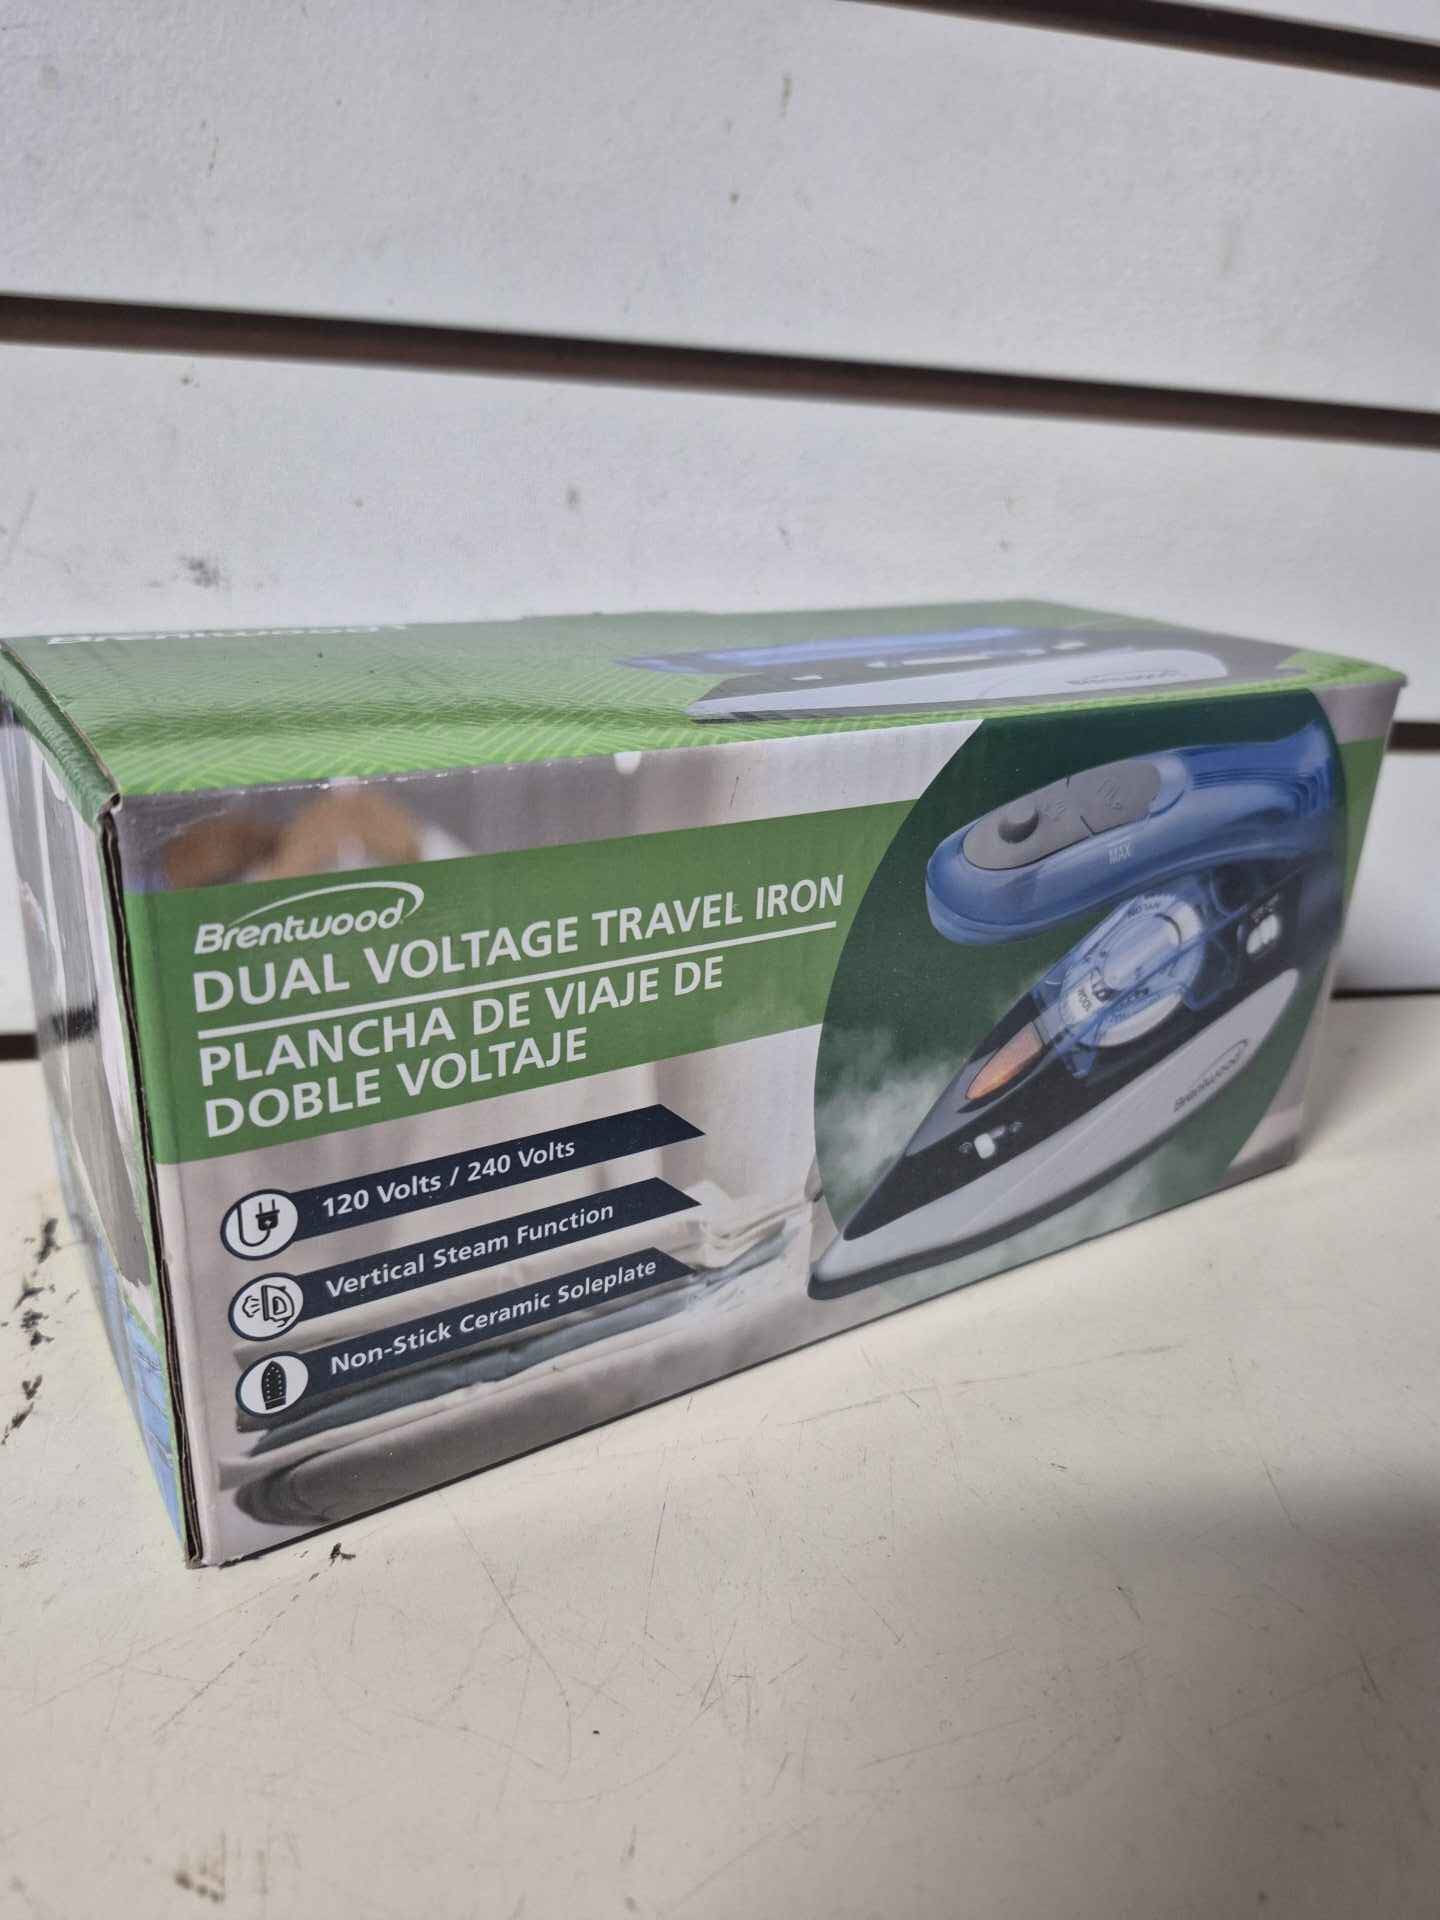 Brentwood
DUAL VOLTAGE TRAVEL IRON
PLANCHA DE VIAJE DE
DOBLE VOLTAJE
120 Volts / 240 Volts
Vertical Steam Function
Non-Stick Ceramic Soleplate
MAX
Brentwood